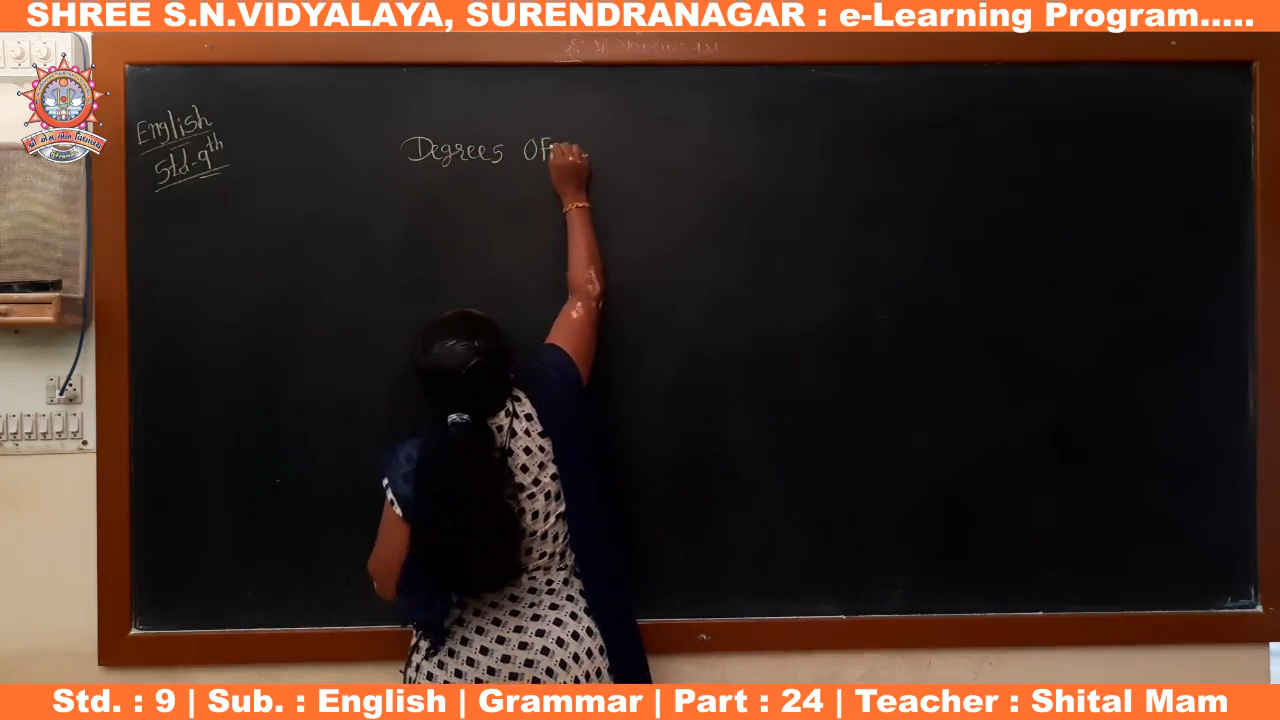 SHREE S.N.VIDYALAYA, SURENDRANAGAR : e-Learning Program.....
English
Std-9th
Degrees OF
Std. : 9 | Sub. : English | Grammar | Part : 24 | Teacher : Shital Mam